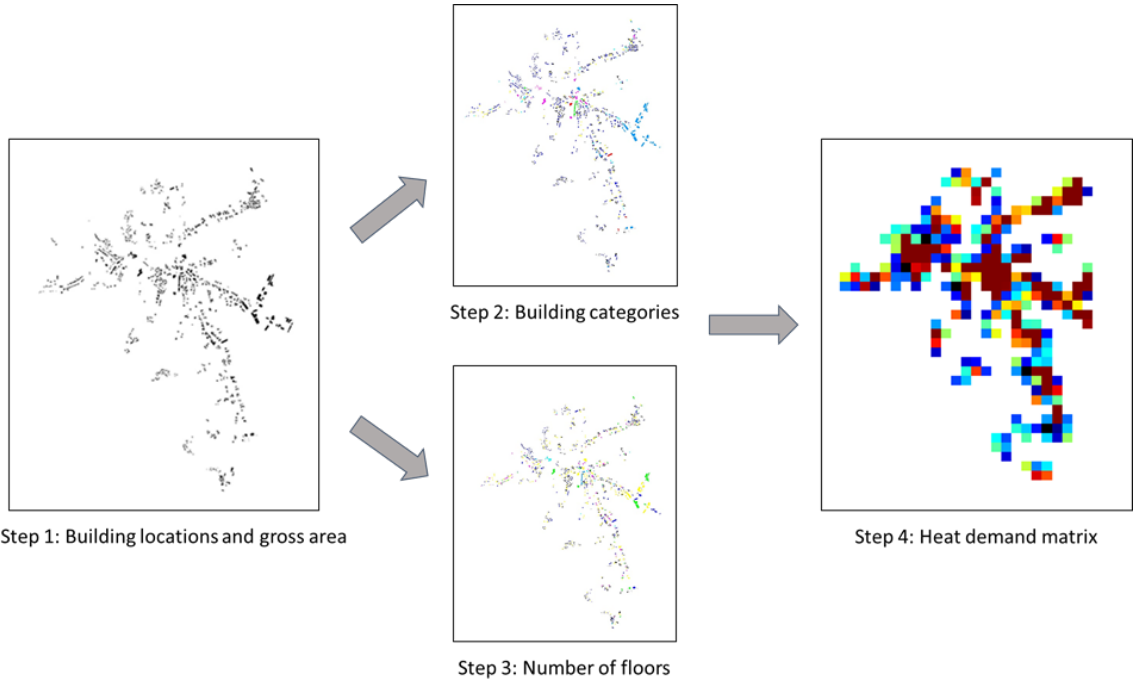 Step 1: Building locations and gross area
Step 2: Building categories
Step 3: Number of floors
Step 4: Heat demand matrix